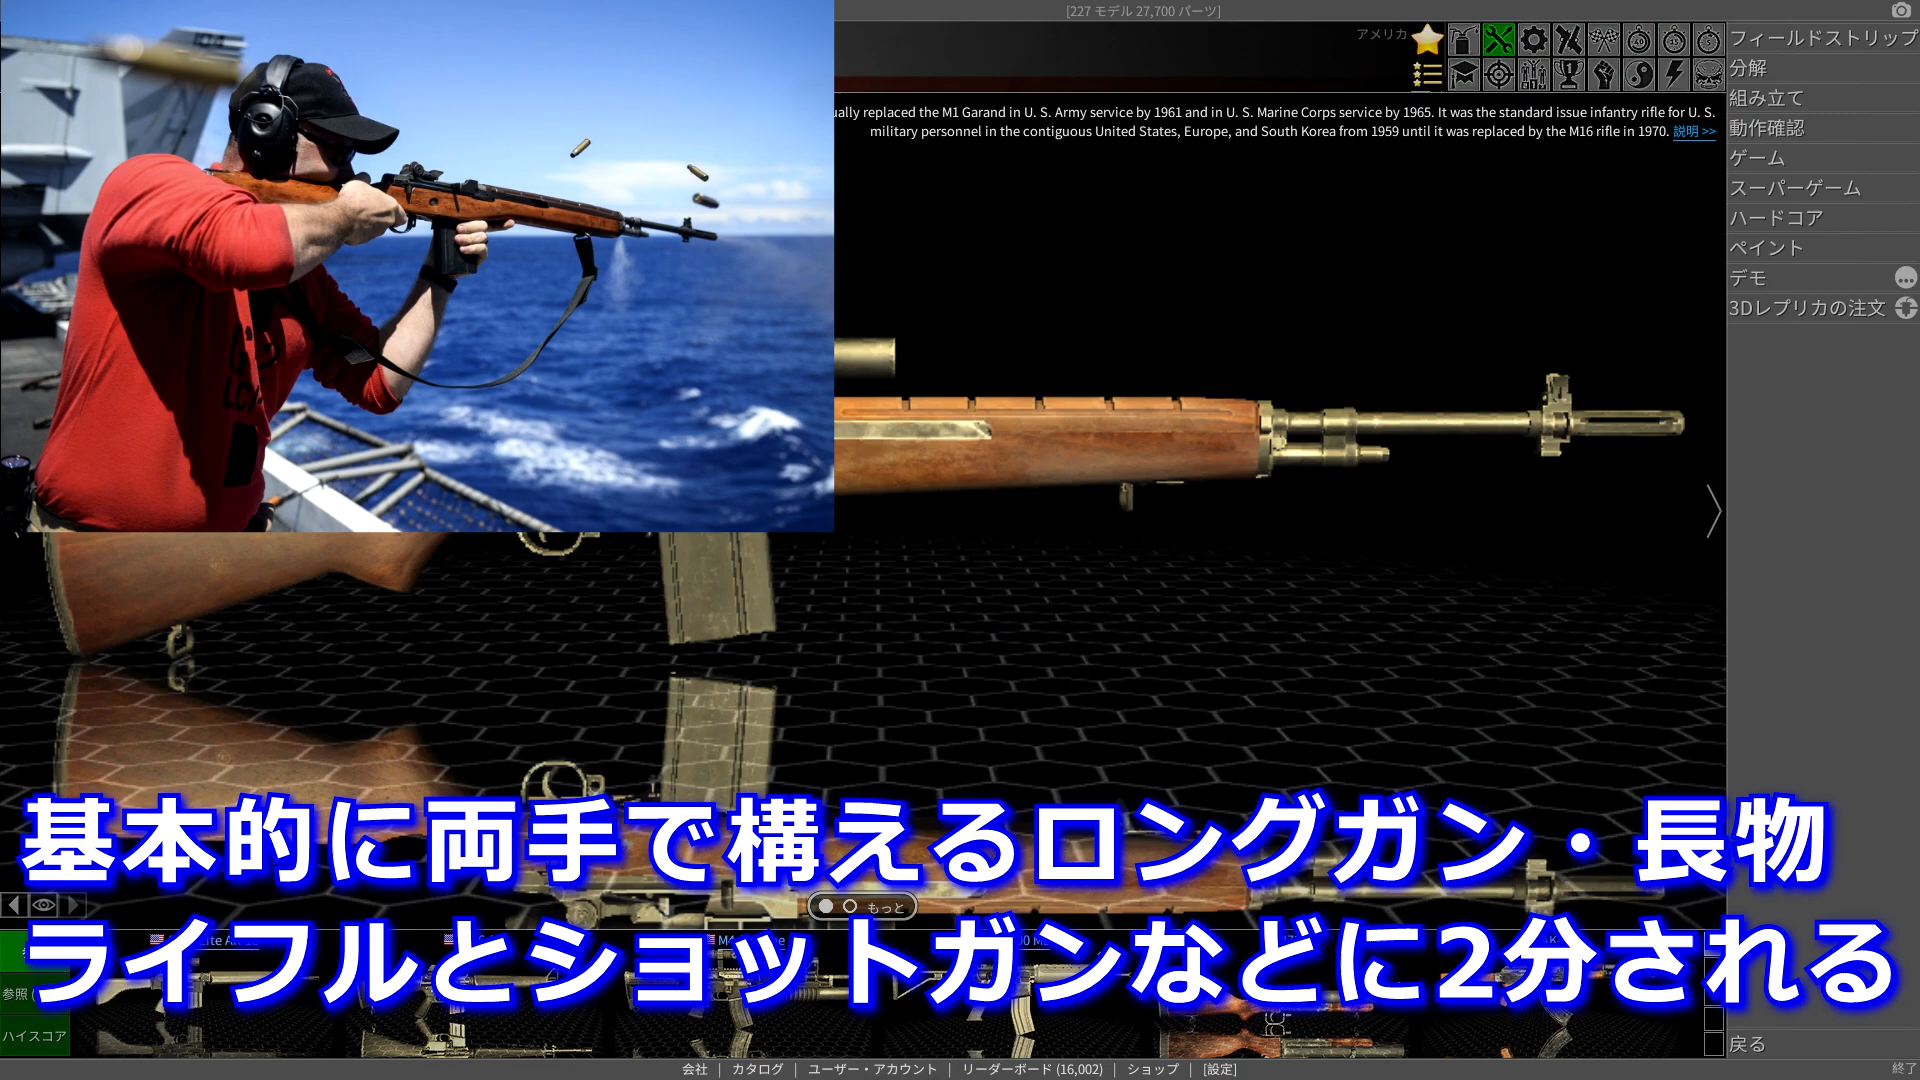 [227 モデル 27,700 パーツ]
アメリカ
ually replaced the M1 Garand in U. S. Army service by 1961 and in U. S. Marine Corps service by 1965. It was the standard issue infantry rifle for U. S.
military personnel in the contiguous United States, Europe, and South Korea from 1959 until it was replaced by the M16 rifle in 1970. 説明 >>
フィールドストリップ
分解
組み立て
動作確認
ゲーム
スーパーゲーム
ハードコア
ペイント
デモ
3Dレプリカの注文
基本的に両手で構えるロングガン・長物
もっと
ライフルとショットガンなどに2分される
参照
ハイスコア
戻る
会社 | カタログ | ユーザー・アカウント | リーダーボード (16,002) | ショップ | [設定]
終了